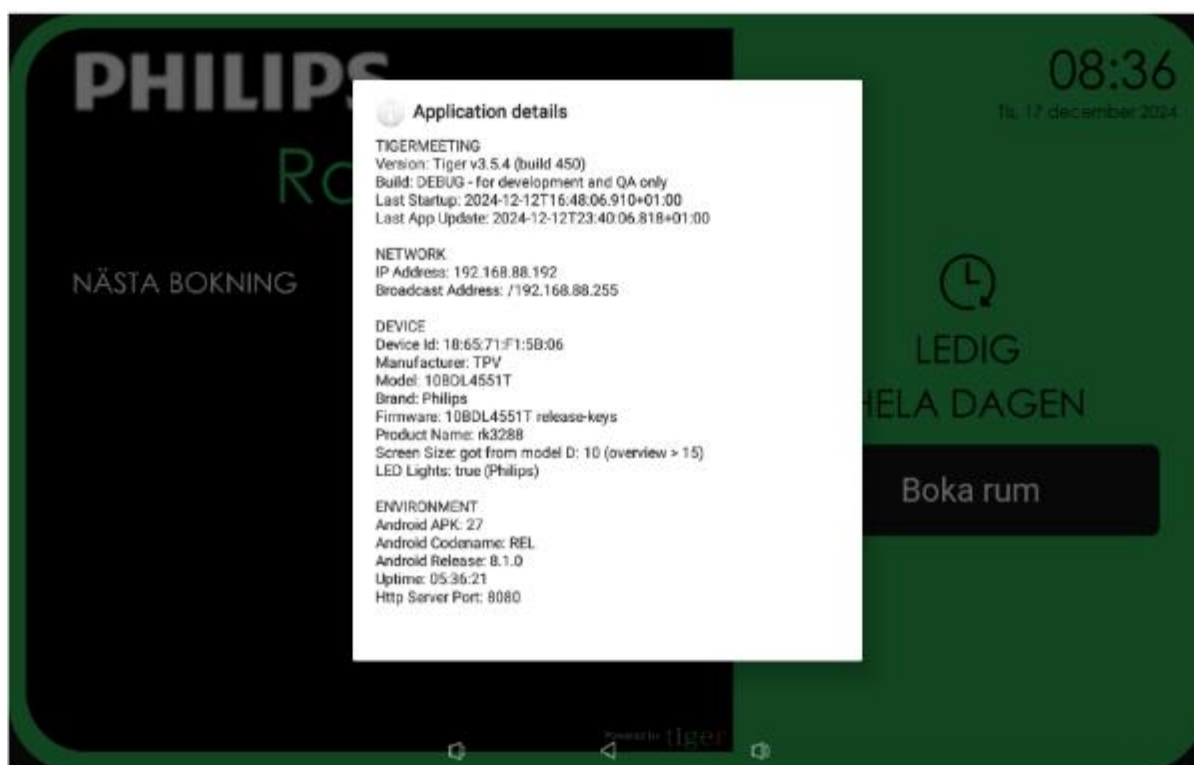 PHILIPS
08:36
Tis, 17 december 2024
Application details
TIGERMEETING
Version: Tiger v3.5.4 (build 450)
Build: DEBUG - for development and QA only
Last Startup: 2024-12-12T16:48:06.910+01:00
Last App Update: 2024-12-12T23:40:06.818+01:00
NETWORK
IP Address: 192.168.88.192
Broadcast Address: /192.168.88.255
DEVICE
Device Id: 18:65:71:F1:5B:06
Manufacturer: TPV
Model: 10BDL4551T
Brand: Philips
Firmware: 10BDL4551T release-keys
Product Name: rk3288
Screen Size: got from model D: 10 (overview > 15)
LED Lights: true (Philips)
ENVIRONMENT
Android APK: 27
Android Codename: REL
Android Release: 8.1.0
Uptime: 05:36:21
Http Server Port: 8080
Ro
NÄSTA BOKNING
LEDIG
HELA DAGEN
Boka rum
Powered by tiger